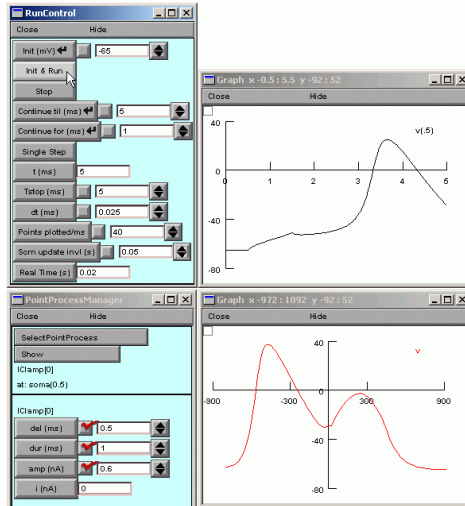 RunControl
Close Hide
Init (mV) -65
Init & Run
Stop
Continue til (ms) 5
Continue for (ms) 1
Single Step
t (ms) 5
Tstop (ms) 5
dt (ms) 0.025
Points plotted/ms 40
Scrn update invl (s) 0.05
Real Time (s) 0.02
Graph x -0.5 : 5.5 y -92 : 52
Close Hide
40
v(.5)
0 1 2 3 4 5
-40
-80
PointProcessManager
Close Hide
SelectPointProcess
Show
IClamp[0]
at: soma(0.5)
IClamp[0]
del (ms) 0.5
dur (ms) 1
amp (nA) 0.6
i (nA) 0
Graph x -972 : 1092 y -92 : 52
Close Hide
40
v
-900 -300 0 300 900
-40
-80